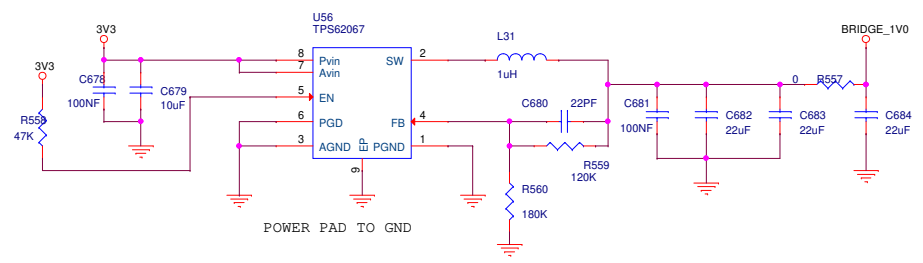 U56
TPS62067
3V3
BRIDGE_1V0
L31
1uH
3V3
8 Pvin
7 Avin
SW 2
C678
100NF
C679
10uF
5 EN
0
R557
R558
47K
6 PGD
FB 4
C680
22PF
C681
100NF
C682
22uF
C683
22uF
C684
22uF
3 AGND
EP
PGND 1
9
R559
120K
R560
180K
POWER PAD TO GND